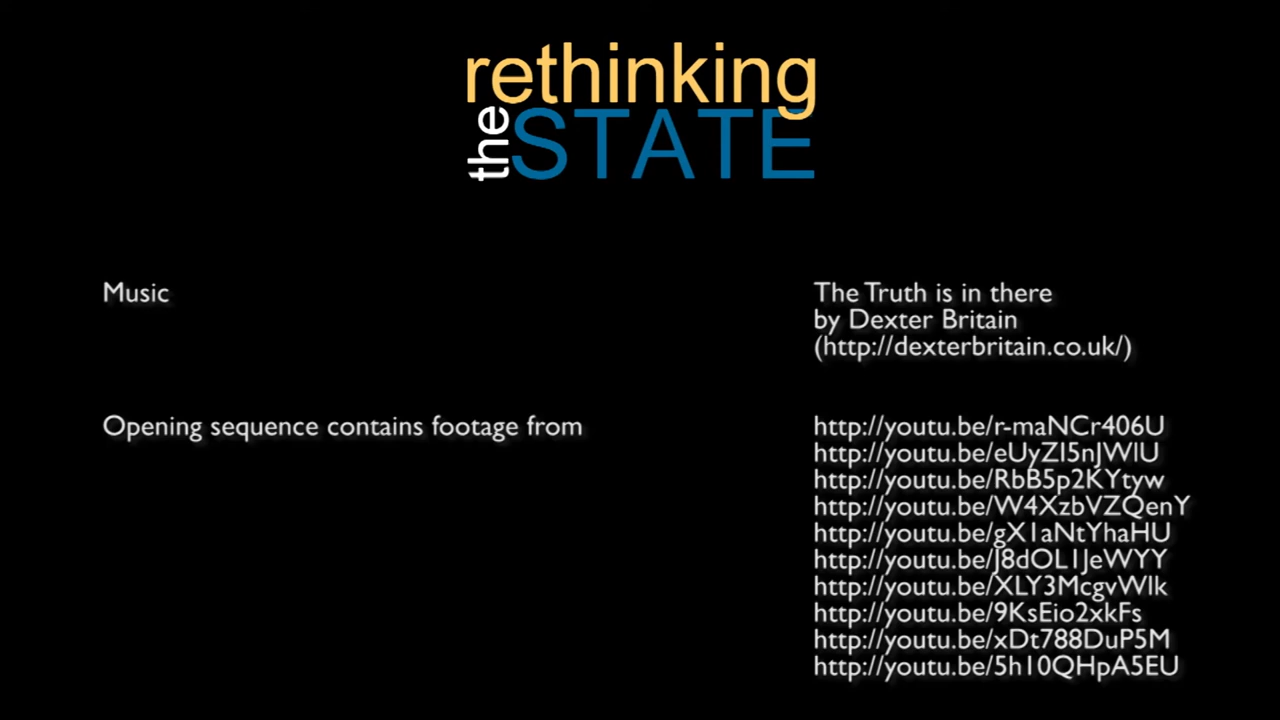 rethinking
the STATE
Music
The Truth is in there
by Dexter Britain
(http://dexterbritain.co.uk/)
Opening sequence contains footage from
http://youtu.be/r-maNCr406U
http://youtu.be/eUyZI5nJWlU
http://youtu.be/RbB5p2KYtyw
http://youtu.be/W4XzbVZQenY
http://youtu.be/gX1aNtYhaHU
http://youtu.be/J8dOL1JeWYY
http://youtu.be/XLY3McgvWlk
http://youtu.be/9KsEio2xkFs
http://youtu.be/xDt788DuP5M
http://youtu.be/5h10QHpA5EU